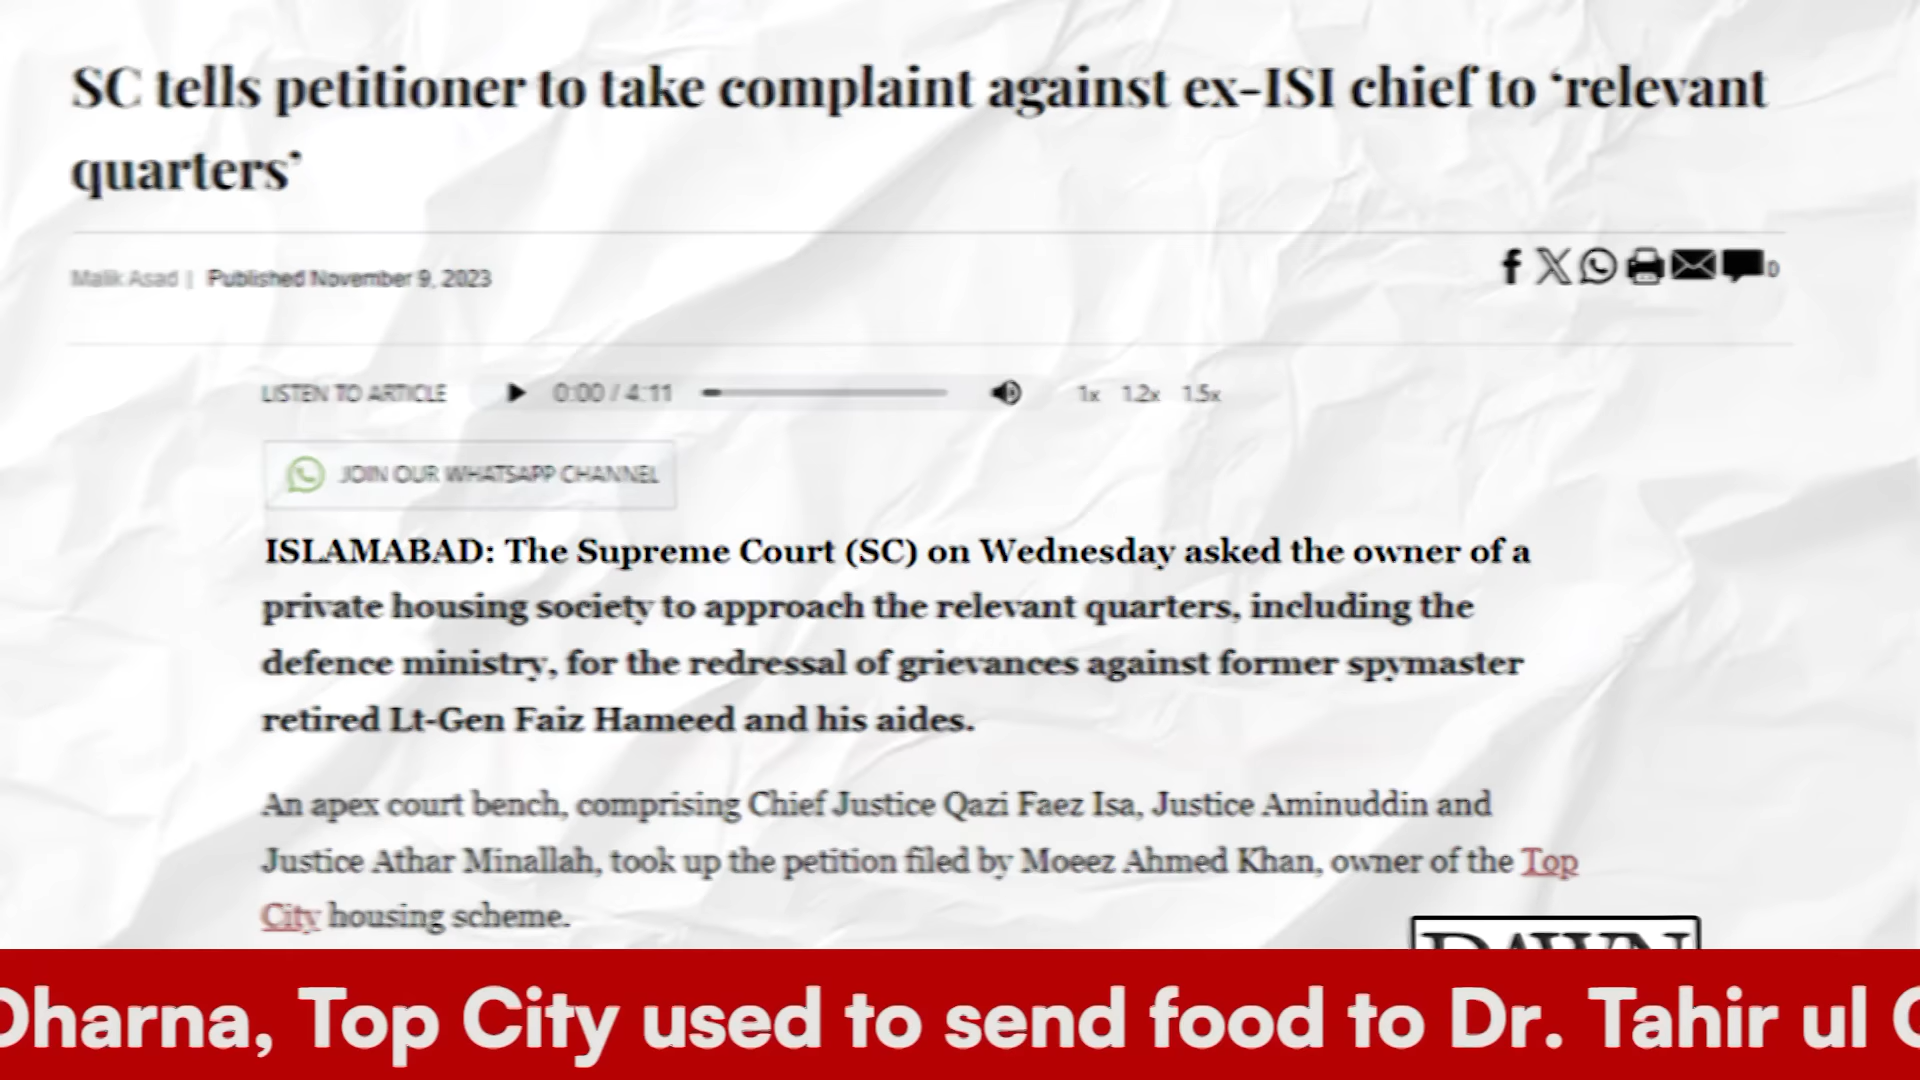 SC tells petitioner to take complaint against ex-ISI chief to ‘relevant
quarters’
Malik Asad | Published November 9, 2023
0
LISTEN TO ARTICLE 0:00 / 4:11 1x 1.2x 1.5x
JOIN OUR WHATSAPP CHANNEL
ISLAMABAD: The Supreme Court (SC) on Wednesday asked the owner of a
private housing society to approach the relevant quarters, including the
defence ministry, for the redressal of grievances against former spymaster
retired Lt-Gen Faiz Hameed and his aides.
An apex court bench, comprising Chief Justice Qazi Faez Isa, Justice Aminuddin and
Justice Athar Minallah, took up the petition filed by Moeez Ahmed Khan, owner of the Top
City housing scheme.
DAWN
Dharna, Top City used to send food to Dr. Tahir ul